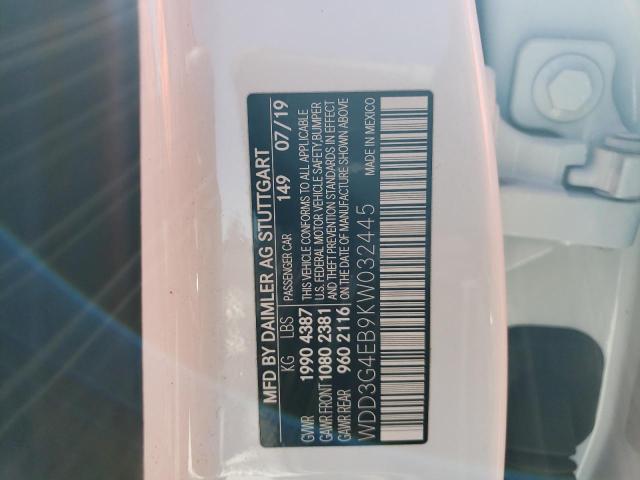 MFD BY DAIMLER AG STUTTGART
KG LBS PASSENGER CAR 149 07/19
GVWR 1990 4387 THIS VEHICLE CONFORMS TO ALL APPLICABLE
GAWR FRONT 1080 2381 U.S. FEDERAL MOTOR VEHICLE SAFETY,BUMPER
AND THEFT PREVENTION STANDARDS IN EFFECT
GAWR REAR 960 2116 ON THE DATE OF MANUFACTURE SHOWN ABOVE
MADE IN MEXICO
WDD3G4EB9KW032445